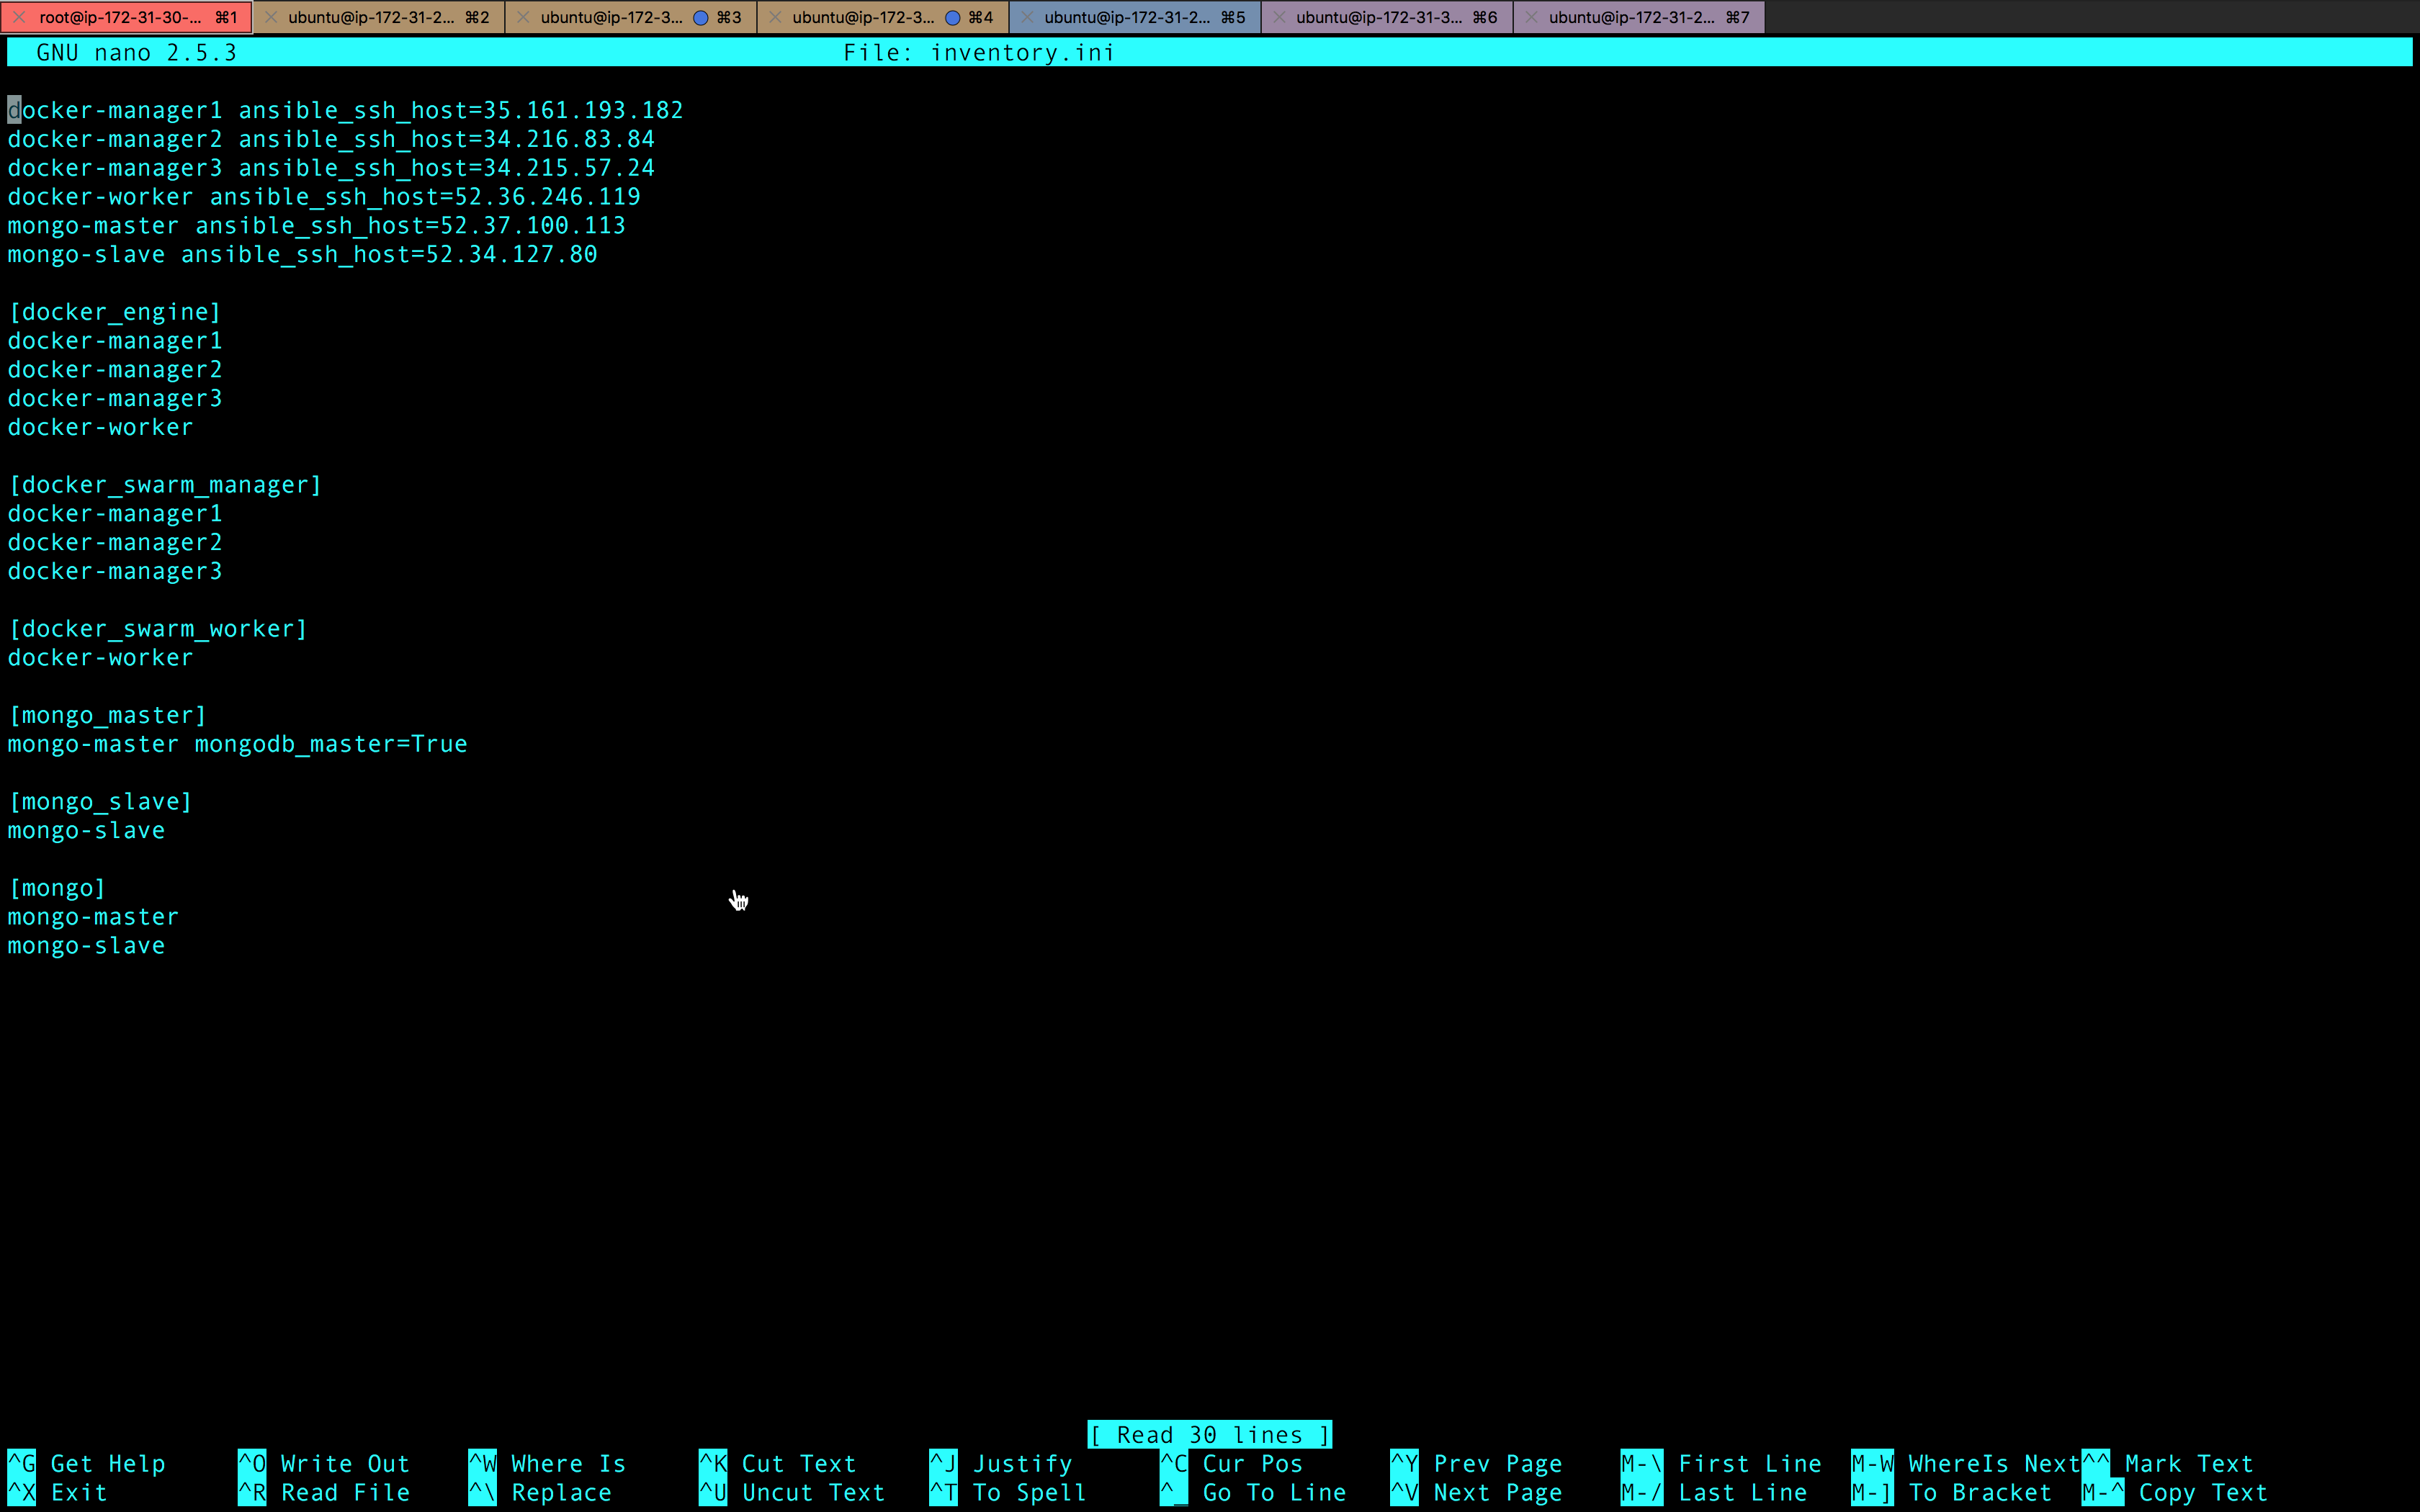 root@ip-172-31-30-... ⌘1 ubuntu@ip-172-31-2... ⌘2 ubuntu@ip-172-3... ⌘3 ubuntu@ip-172-3... ⌘4 ubuntu@ip-172-31-2... ⌘5 ubuntu@ip-172-31-3... ⌘6 ubuntu@ip-172-31-2... ⌘7
GNU nano 2.5.3 File: inventory.ini
docker-manager1 ansible_ssh_host=35.161.193.182
docker-manager2 ansible_ssh_host=34.216.83.84
docker-manager3 ansible_ssh_host=34.215.57.24
docker-worker ansible_ssh_host=52.36.246.119
mongo-master ansible_ssh_host=52.37.100.113
mongo-slave ansible_ssh_host=52.34.127.80
[docker_engine]
docker-manager1
docker-manager2
docker-manager3
docker-worker
[docker_swarm_manager]
docker-manager1
docker-manager2
docker-manager3
[docker_swarm_worker]
docker-worker
[mongo_master]
mongo-master mongodb_master=True
[mongo_slave]
mongo-slave
[mongo]
mongo-master
mongo-slave
[ Read 30 lines ]
^G Get Help ^O Write Out ^W Where Is ^K Cut Text ^J Justify ^C Cur Pos ^Y Prev Page M-\ First Line M-W WhereIs Next ^^ Mark Text
^X Exit ^R Read File ^\ Replace ^U Uncut Text ^T To Spell ^_ Go To Line ^V Next Page M-/ Last Line M-] To Bracket M-^ Copy Text